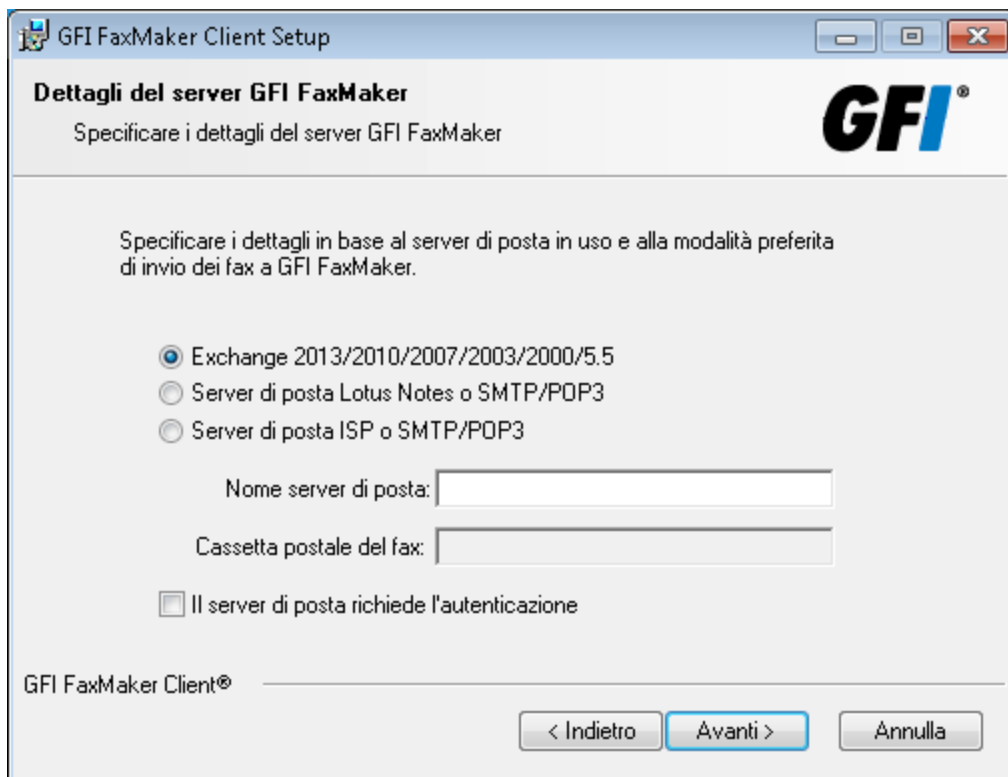 GFI FaxMaker Client Setup
Dettagli del server GFI FaxMaker
Specificare i dettagli del server GFI FaxMaker
GFI®
Specificare i dettagli in base al server di posta in uso e alla modalità preferita
di invio dei fax a GFI FaxMaker.
Exchange 2013/2010/2007/2003/2000/5.5
Server di posta Lotus Notes o SMTP/POP3
Server di posta ISP o SMTP/POP3
Nome server di posta:
Cassetta postale del fax:
Il server di posta richiede l'autenticazione
GFI FaxMaker Client®
< Indietro
Avanti >
Annulla